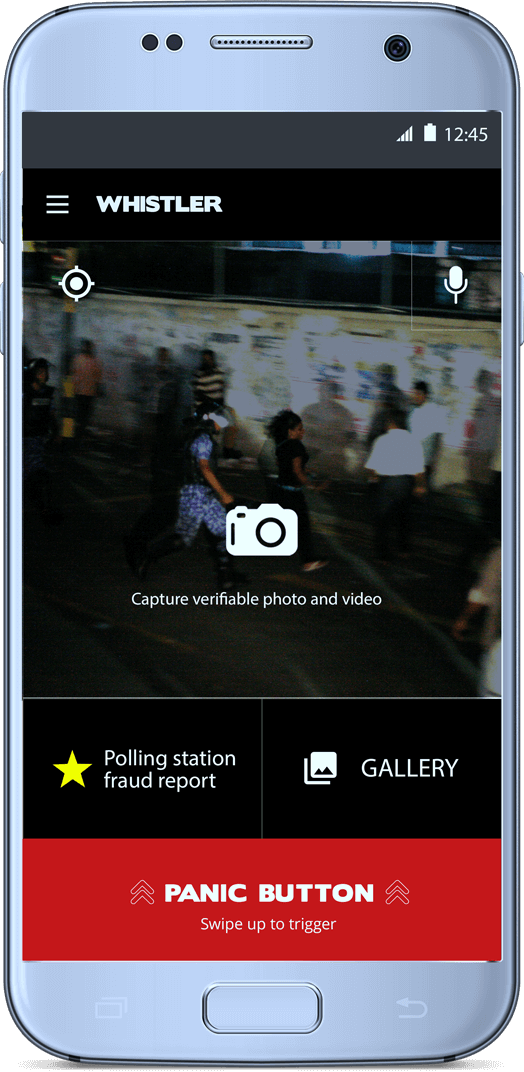 12:45
WHISTLER
Capture verifiable photo and video
Polling station
fraud report
GALLERY
PANIC BUTTON
Swipe up to trigger